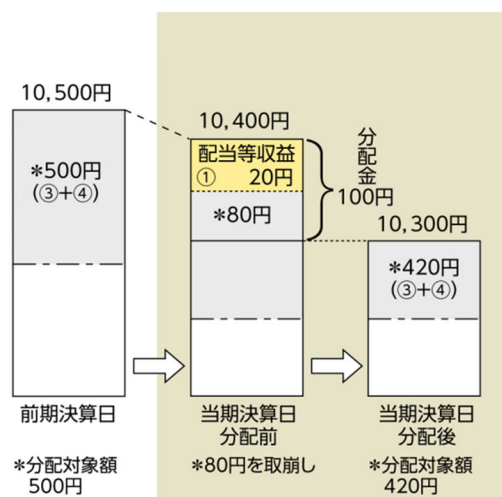 10,500円
*500円
(③+④)
前期決算日
*分配対象額
500円
10,400円
配当等収益
① 20円
*80円
分配金
100円
当期決算日
分配前
*80円を取崩し
10,300円
*420円
(③+④)
当期決算日
分配後
*分配対象額
420円